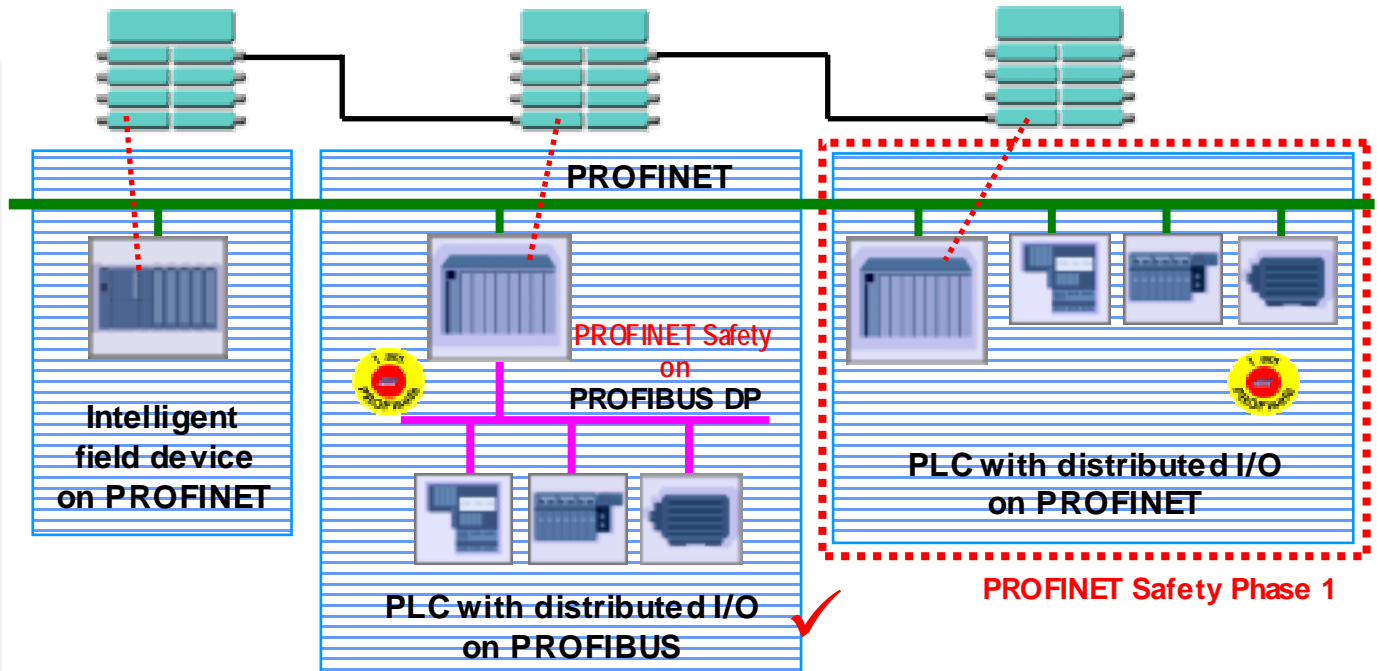 PROFINET
PROFINET Safety
on
PROFIBUS DP
Intelligent
field device
on PROFINET
PLC with distributed I/O
on PROFIBUS
PLC with distributed I/O
on PROFINET
PROFINET Safety Phase 1